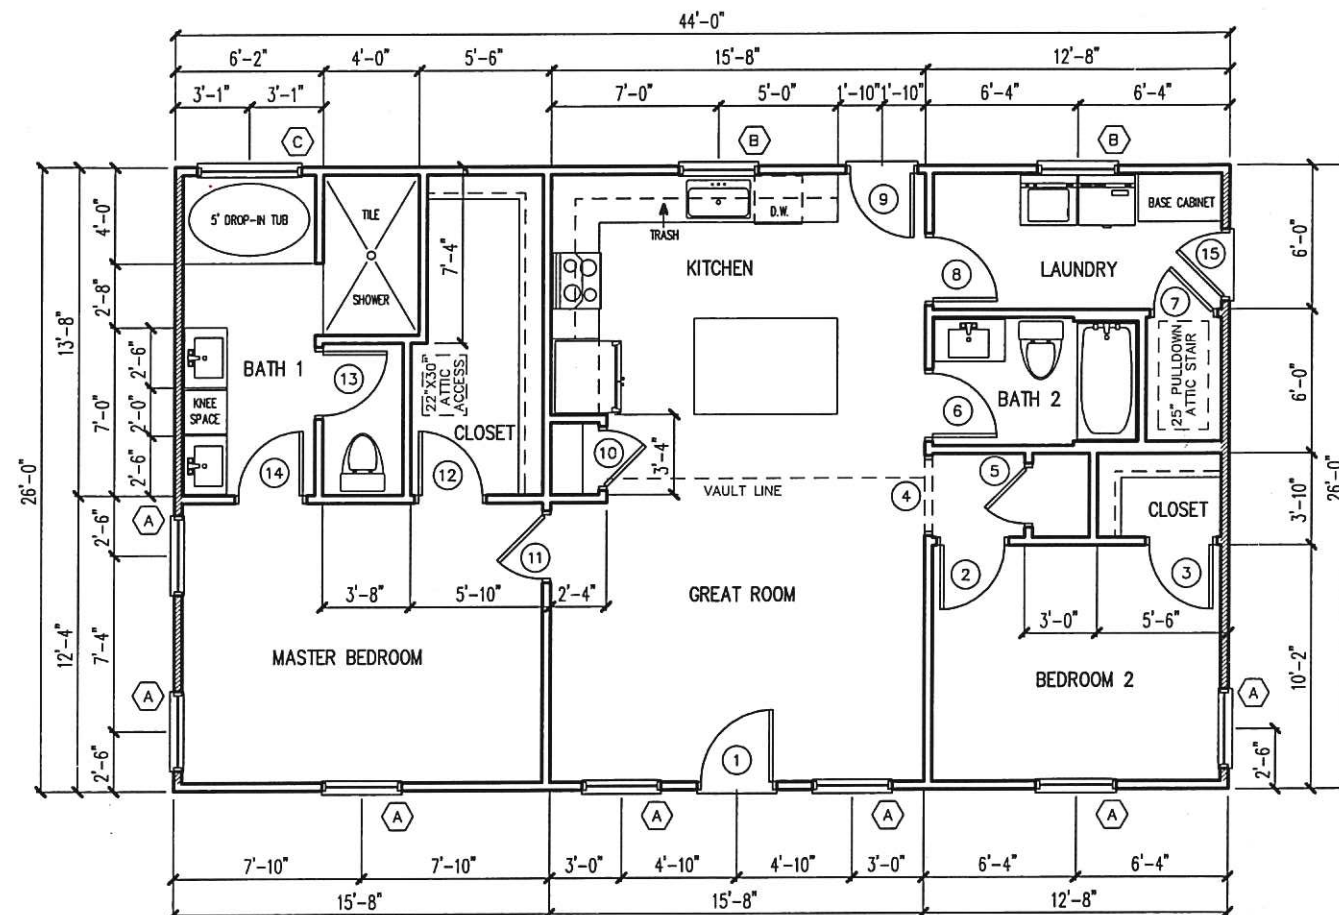 44'-0"
6'-2" 4'-0" 5'-6" 15'-8" 12'-8"
3'-1" 3'-1" 7'-0" 5'-0" 1'-10" 1'-10" 6'-4" 6'-4"
C B B
5' DROP-IN TUB
TILE
SHOWER
TRASH
D.W.
9
BASE CABINET
15
KITCHEN
8
LAUNDRY
7
4'-0"
2'-8"
13'-8"
7'-4"
6'-0"
2'-6"
2'-0"
2'-6"
7'-0"
26'-0"
BATH 1
13
KNEE
SPACE
14
22"X30"
ATTIC
ACCESS
CLOSET
12
10
3'-4"
6
BATH 2
25" PULLDOWN
ATTIC STAIR
6'-0"
VAULT LINE
4
5
CLOSET
3'-10"
26'-0"
A
2'-6"
11
2
3
3'-8" 5'-10" 2'-4"
GREAT ROOM
3'-0" 5'-6"
12'-4"
7'-4"
MASTER BEDROOM
BEDROOM 2
10'-2"
A
A
2'-6"
1
2'-6"
A A A A
7'-10" 7'-10" 3'-0" 4'-10" 4'-10" 3'-0" 6'-4" 6'-4"
15'-8" 15'-8" 12'-8"